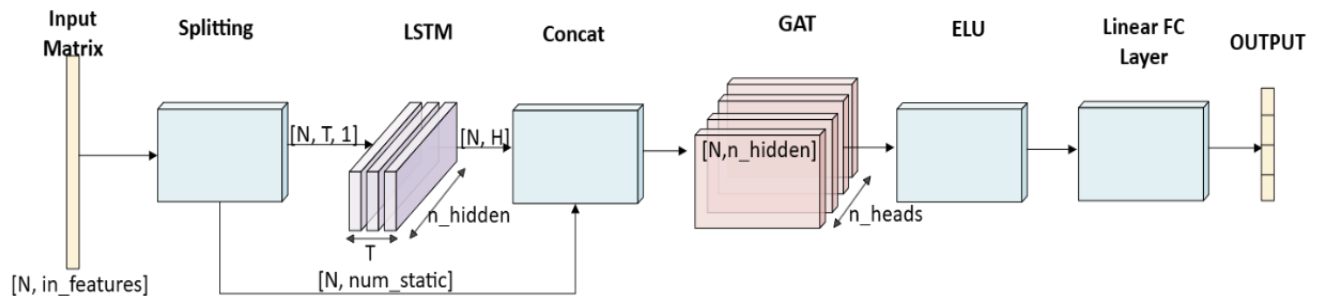 Input
Matrix
Splitting
LSTM
Concat
GAT
ELU
Linear FC
Layer
OUTPUT
[N, T, 1]
[N, H]
[N,n_hidden]
n_hidden
n_heads
T
[N, in_features]
[N, num_static]